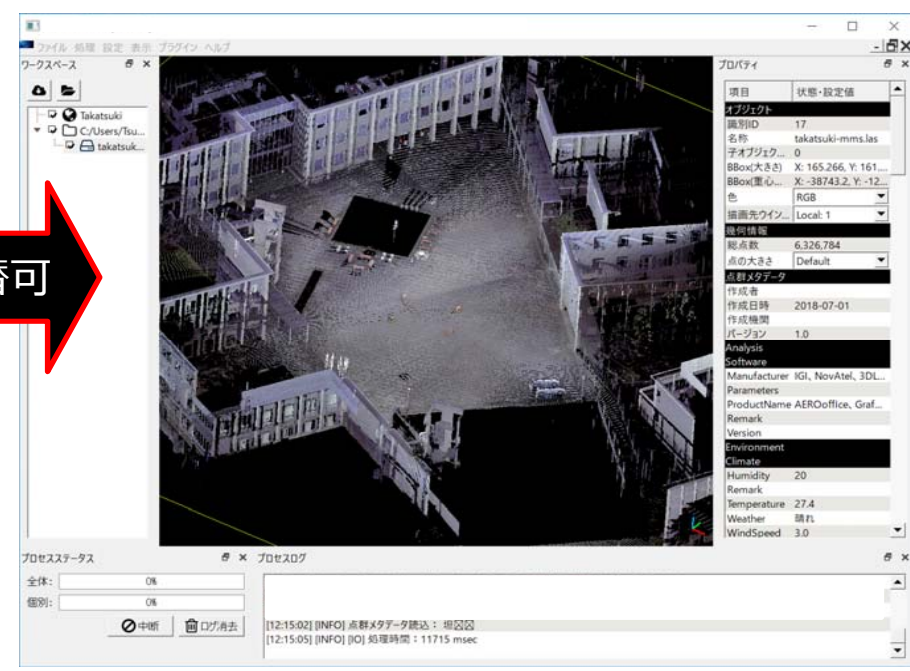 ファイル 処理 設定 表示 プラグイン ヘルプ
ワークスペース
Takatsuki
C:/Users/Tsu...
takatsuk...
替可
プロパティ
項目 状態・設定値
オブジェクト
識別ID 17
名称 takatsuki-mms.las
子オブジェク... 0
BBox(大きさ) X: 165.266, Y: 161....
BBox(重心... X: -38743.2, Y: -12...
色 RGB
描画先ウイン... Local: 1
幾何情報
総点数 6,326,784
点の大きさ Default
点群メタデータ
作成者
作成日時 2018-07-01
作成機関
バージョン 1.0
Analysis
Software
Manufacturer IGI、NovAtel、3DL...
Parameters
ProductName AEROoffice、Graf...
Remark
Version
Environment
Climate
Humidity 20
Remark
Temperature 27.4
Weather 晴れ
WindSpeed 3.0
プロセスステータス
全体: 0%
個別: 0%
中断 ログ消去
プロセスログ
[12:15:02] [INFO] 点群メタデータ読込：
[12:15:05] [INFO] [IO] 処理時間：11715 msec